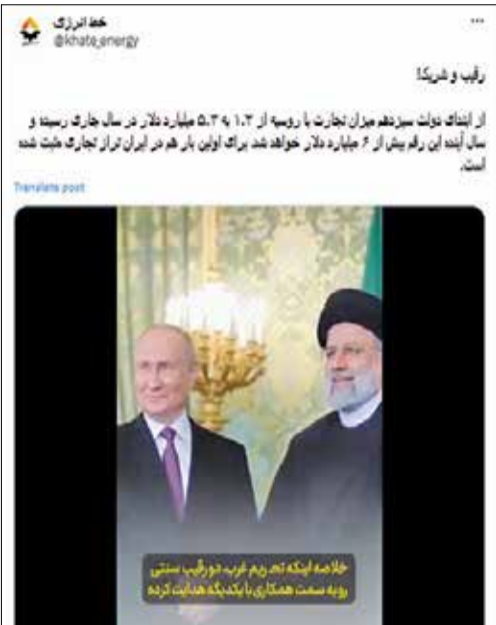 خط انرژی
@khate_energy
رقیب و شریک!
از ابتدای دولت سیزدهم میزان تجارت با روسیه از ۱.۳ به ۵.۳ میلیارد دلار در سال جاری رسیده و
سال آینده این رقم بیش از ۶ میلیارد دلار خواهد شد. برای اولین بار هم در ایران تراز تجاری مثبت شده
است.
Translate post
خلاصه اینکه تحریم غرب، دو رقیب سنتی
رو به سمت همکاری با یکدیگه هدایت کرده